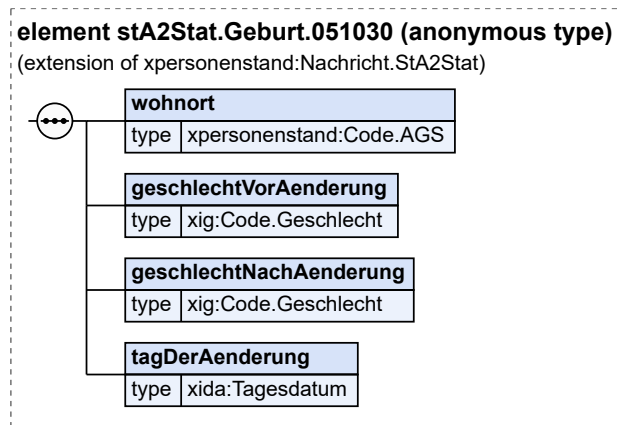 element stA2Stat.Geburt.051030 (anonymous type)
(extension of xpersonenstand:Nachricht.StA2Stat)
wohnort
type xpersonenstand:Code.AGS
geschlechtVorAenderung
type xig:Code.Geschlecht
geschlechtNachAenderung
type xig:Code.Geschlecht
tagDerAenderung
type xida:Tagesdatum